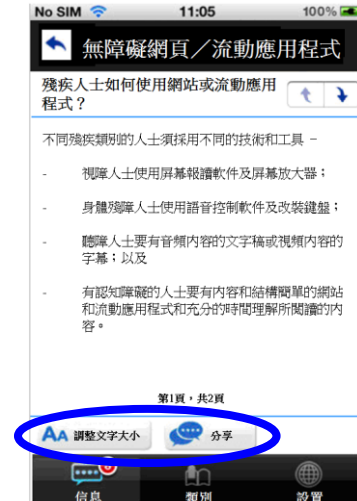 No SIM 11:05 100%
無障礙網頁／流動應用程式
殘疾人士如何使用網站或流動應用
程式？
不同殘疾類別的人士須採用不同的技術和工具 –
- 視障人士使用屏幕報讀軟件及屏幕放大器；
- 身體殘障人士使用語音控制軟件及改裝鍵盤；
- 聽障人士要有音頻內容的文字稿或視頻內容的
字幕；以及
- 有認知障礙的人士要有內容和結構簡單的網站
和流動應用程式和充分的時間理解所閱讀的內
容。
第1頁，共2頁
AA 調整文字大小 分享
信息 類別 設置